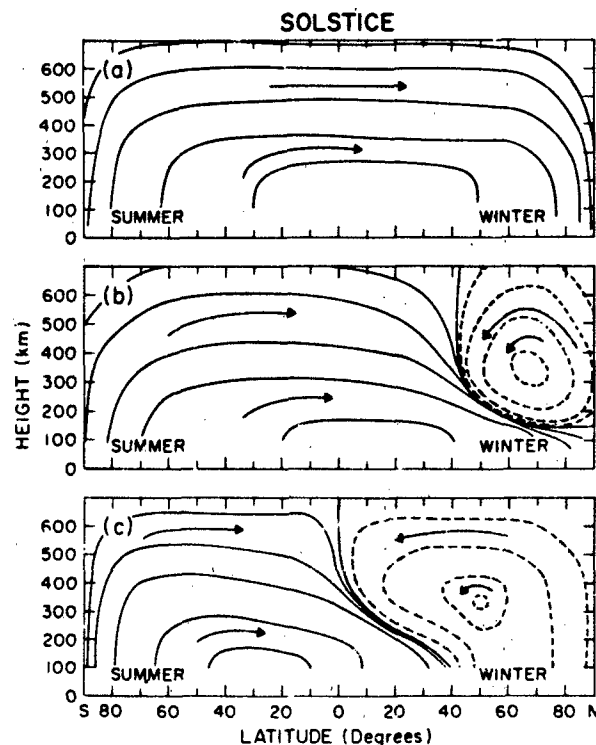 SOLSTICE
(a)
600
500
400
300
200
100
0
SUMMER
WINTER
(b)
600
500
400
300
200
100
0
SUMMER
WINTER
HEIGHT (km)
(c)
600
500
400
300
200
100
0
SUMMER
WINTER
S 80 60 40 20 0 20 40 60 80 N
LATITUDE (Degrees)